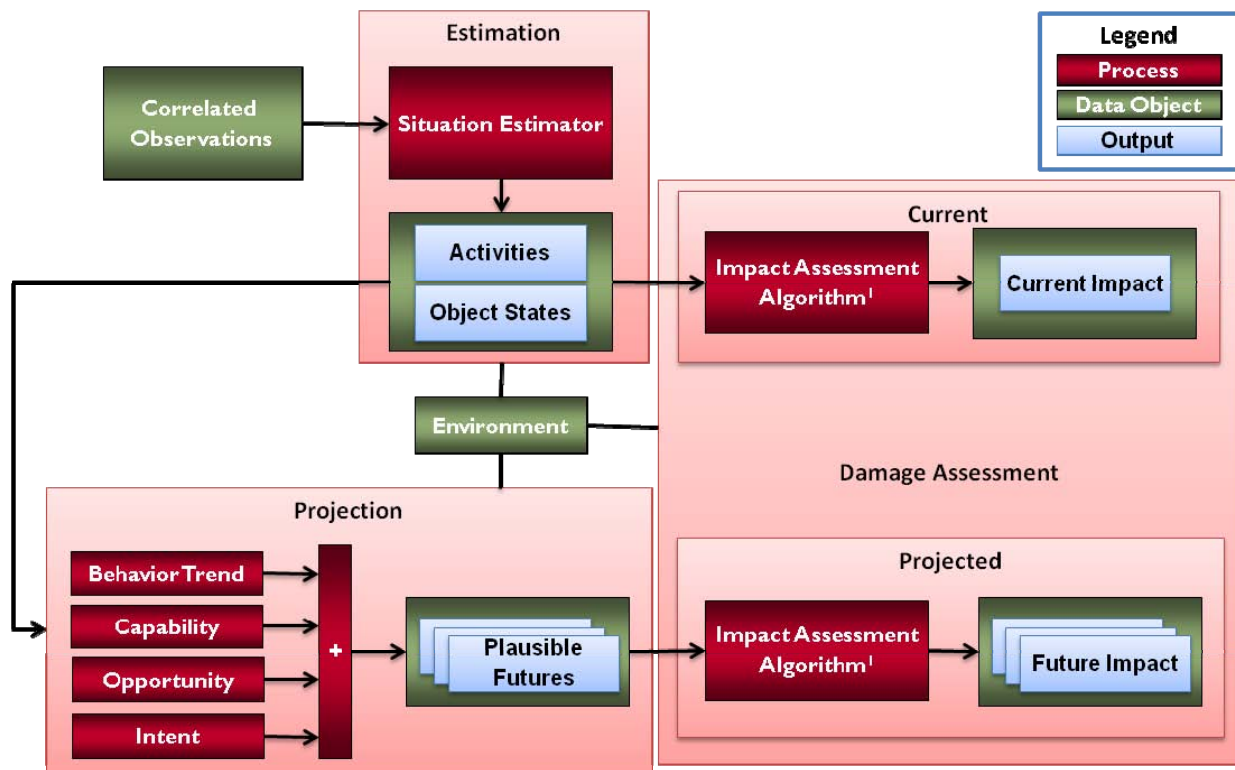 Estimation
Legend
Process
Data Object
Output
Correlated
Observations
Situation Estimator
Activities
Object States
Current
Impact Assessment
Algorithm¹
Current Impact
Environment
Damage Assessment
Projection
Behavior Trend
Capability
Opportunity
Intent
+
Plausible
Futures
Projected
Impact Assessment
Algorithm¹
Future Impact